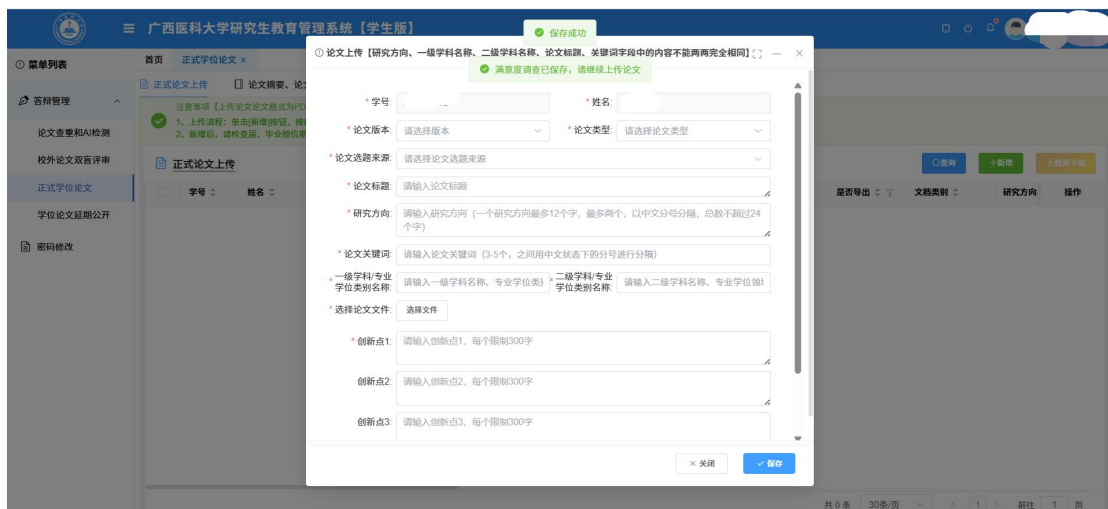 广西医科大学研究生教育管理系统【学生版】
保存成功
菜单列表
首页 正式学位论文 ×
论文上传【研究方向、一级学科名称、二级学科名称、论文标题、关键词字段中的内容不能两两完全相同】
满意度调查已保存，请继续上传论文
正式论文上传 论文摘要、论
答辩管理
注意事项【上传论文论文格式为PD
1、上传流程：单击[新增]按钮，按
2、新增后，请检查届、毕业授位期
论文查重和AI检测
校外论文双盲评审
正式学位论文
学位论文延期公开
密码修改
正式论文上传
查询 +新增
学号 姓名
是否导出 文档类别 研究方向 操作
* 学号: * 姓名:
* 论文版本: 请选择版本 * 论文类型: 请选择论文类型
* 论文选题来源: 请选择论文选题来源
* 论文标题: 请输入论文标题
* 研究方向: 请输入研究方向（一个研究方向最多12个字，最多两个，以中文分号分隔，总数不超过24
个字）
* 论文关键词: 请输入论文关键词（3-5个，之间用中文状态下的分号进行分隔）
* 一级学科/专业 * 二级学科/专业
学位类别名称: 请输入一级学科名称、专业学位类别 学位类别名称: 请输入二级学科名称、专业学位领
* 选择论文文件: 选择文件
* 创新点1: 请输入创新点1，每个限制300字
创新点2: 请输入创新点2，每个限制300字
创新点3: 请输入创新点3，每个限制300字
× 关闭 保存
共 0 条 30条/页 1 前往 1 页